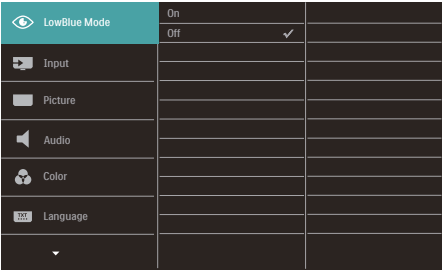 LowBlue Mode
On
Off
Input
Picture
Audio
Color
TXT
Language